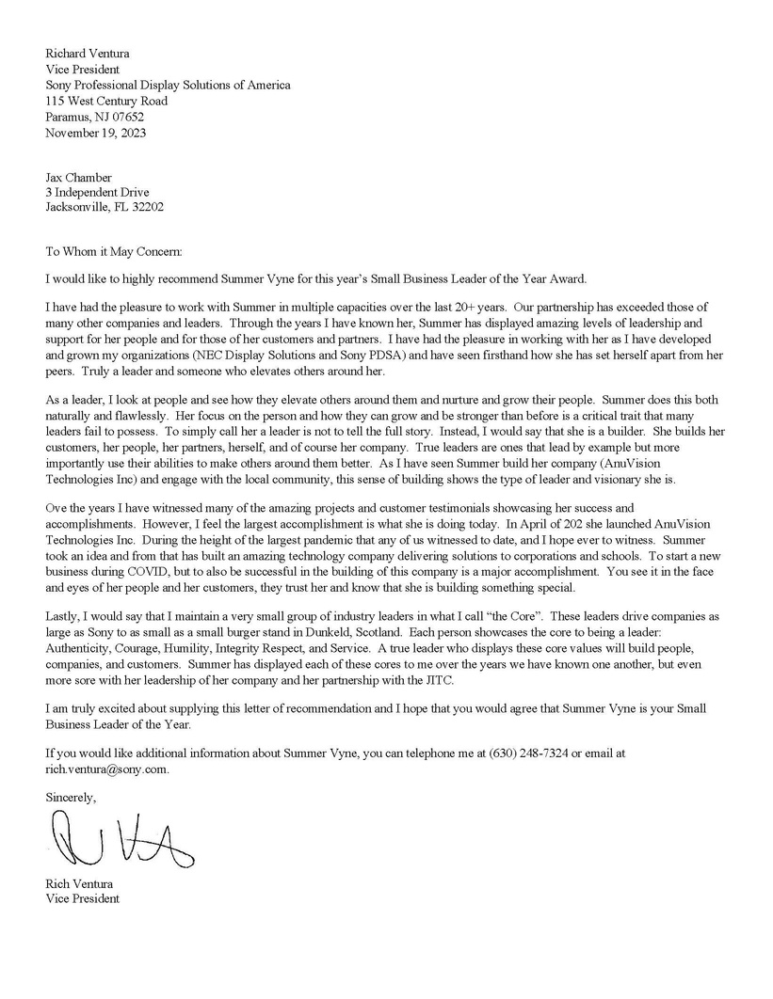 Richard Ventura
Vice President
Sony Professional Display Solutions of America
115 West Century Road
Paramus, NJ 07652
November 19, 2023
Jax Chamber
3 Independent Drive
Jacksonville, FL 32202
To Whom it May Concern:
I would like to highly recommend Summer Vyne for this year’s Small Business Leader of the Year Award.
I have had the pleasure to work with Summer in multiple capacities over the last 20+ years. Our partnership has exceeded those of
many other companies and leaders. Through the years I have known her, Summer has displayed amazing levels of leadership and
support for her people and for those of her customers and partners. I have had the pleasure in working with her as I have developed
and grown my organizations (NEC Display Solutions and Sony PDSA) and have seen firsthand how she has set herself apart from her
peers. Truly a leader and someone who elevates others around her.
As a leader, I look at people and see how they elevate others around them and nurture and grow their people. Summer does this both
naturally and flawlessly. Her focus on the person and how they can grow and be stronger than before is a critical trait that many
leaders fail to possess. To simply call her a leader is not to tell the full story. Instead, I would say that she is a builder. She builds her
customers, her people, her partners, herself, and of course her company. True leaders are ones that lead by example but more
importantly use their abilities to make others around them better. As I have seen Summer build her company (AnuVision
Technologies Inc) and engage with the local community, this sense of building shows the type of leader and visionary she is.
Ove the years I have witnessed many of the amazing projects and customer testimonials showcasing her success and
accomplishments. However, I feel the largest accomplishment is what she is doing today. In April of 202 she launched AnuVision
Technologies Inc. During the height of the largest pandemic that any of us witnessed to date, and I hope ever to witness. Summer
took an idea and from that has built an amazing technology company delivering solutions to corporations and schools. To start a new
business during COVID, but to also be successful in the building of this company is a major accomplishment. You see it in the face
and eyes of her people and her customers, they trust her and know that she is building something special.
Lastly, I would say that I maintain a very small group of industry leaders in what I call “the Core”. These leaders drive companies as
large as Sony to as small as a small burger stand in Dunkeld, Scotland. Each person showcases the core to being a leader:
Authenticity, Courage, Humility, Integrity Respect, and Service. A true leader who displays these core values will build people,
companies, and customers. Summer has displayed each of these cores to me over the years we have known one another, but even
more sore with her leadership of her company and her partnership with the JITC.
I am truly excited about supplying this letter of recommendation and I hope that you would agree that Summer Vyne is your Small
Business Leader of the Year.
If you would like additional information about Summer Vyne, you can telephone me at (630) 248-7324 or email at
rich.ventura@sony.com.
Sincerely,
Rich Ventura
Vice President